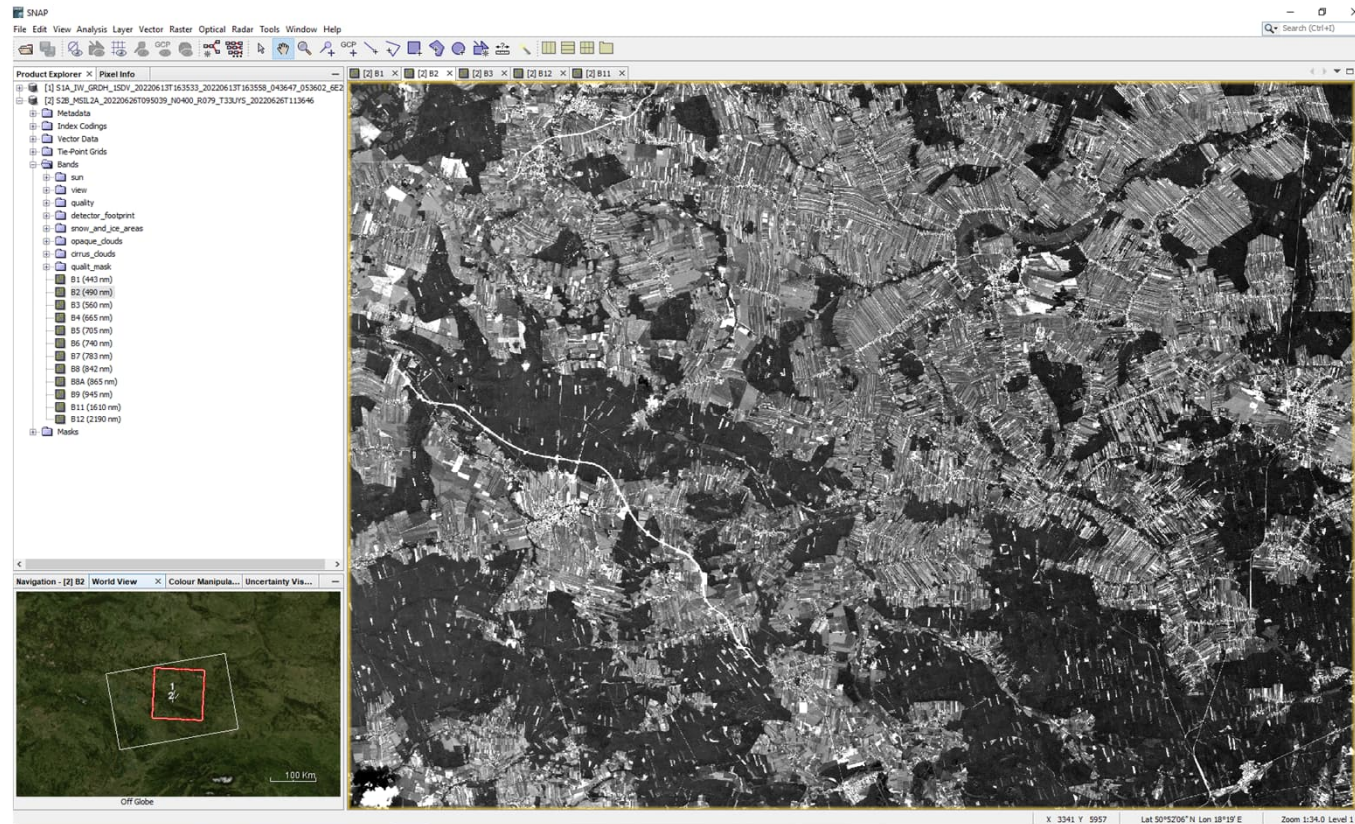 SNAP
File Edit View Analysis Layer Vector Raster Optical Radar Tools Window Help
Search (Ctrl+I)
GCP GCP
Product Explorer Pixel Info
[2] B1 [2] B2 [2] B3 [2] B12 [2] B11
[1] S1A_IW_GRDH_1SDV_20220613T163533_20220613T163558_043647_053602_6E2
[2] S2B_MSIL2A_20220626T095039_N0400_R079_T33UYS_20220626T113646
Metadata
Index Codings
Vector Data
Tie-Point Grids
Bands
sun
view
quality
detector_footprint
snow_and_ice_areas
opaque_clouds
cirrus_clouds
qualit_mask
B1 (443 nm)
B2 (490 nm)
B3 (560 nm)
B4 (665 nm)
B5 (705 nm)
B6 (740 nm)
B7 (783 nm)
B8 (842 nm)
B8A (865 nm)
B9 (945 nm)
B11 (1610 nm)
B12 (2190 nm)
Masks
Navigation - [2] B2 World View Colour Manipula... Uncertainty Vis...
1
2
100 Km
Off Globe
X 3341 Y 5957 Lat 50°52'06" N Lon 18°19' E Zoom 1:34.0 Level 1